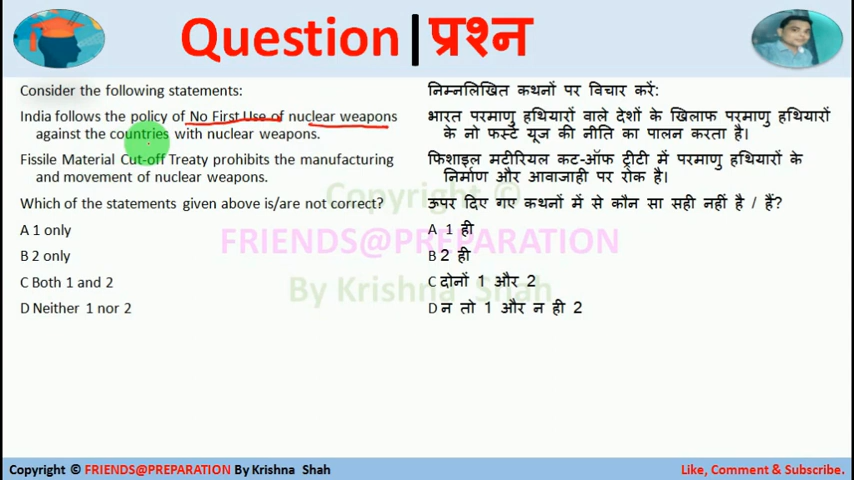 Question|प्रश्न
Consider the following statements:
India follows the policy of No First Use of nuclear weapons
against the countries with nuclear weapons.
Fissile Material Cut-off Treaty prohibits the manufacturing
and movement of nuclear weapons.
Which of the statements given above is/are not correct?
A 1 only
B 2 only
C Both 1 and 2
D Neither 1 nor 2
निम्नलिखित कथनों पर विचार करें:
भारत परमाणु हथियारों वाले देशों के खिलाफ परमाणु हथियारों
के नो फर्स्ट यूज की नीति का पालन करता है।
फिशाइल मटीरियल कट-ऑफ ट्रीटी में परमाणु हथियारों के
निर्माण और आवाजाही पर रोक है।
ऊपर दिए गए कथनों में से कौन सा सही नहीं है / हैं?
A 1 ही
B 2 ही
C दोनों 1 और 2
D न तो 1 और न ही 2
Copyright ©
FRIENDS@PREPARATION
By Krishna Shah
Copyright © FRIENDS@PREPARATION By Krishna Shah
Like, Comment & Subscribe.